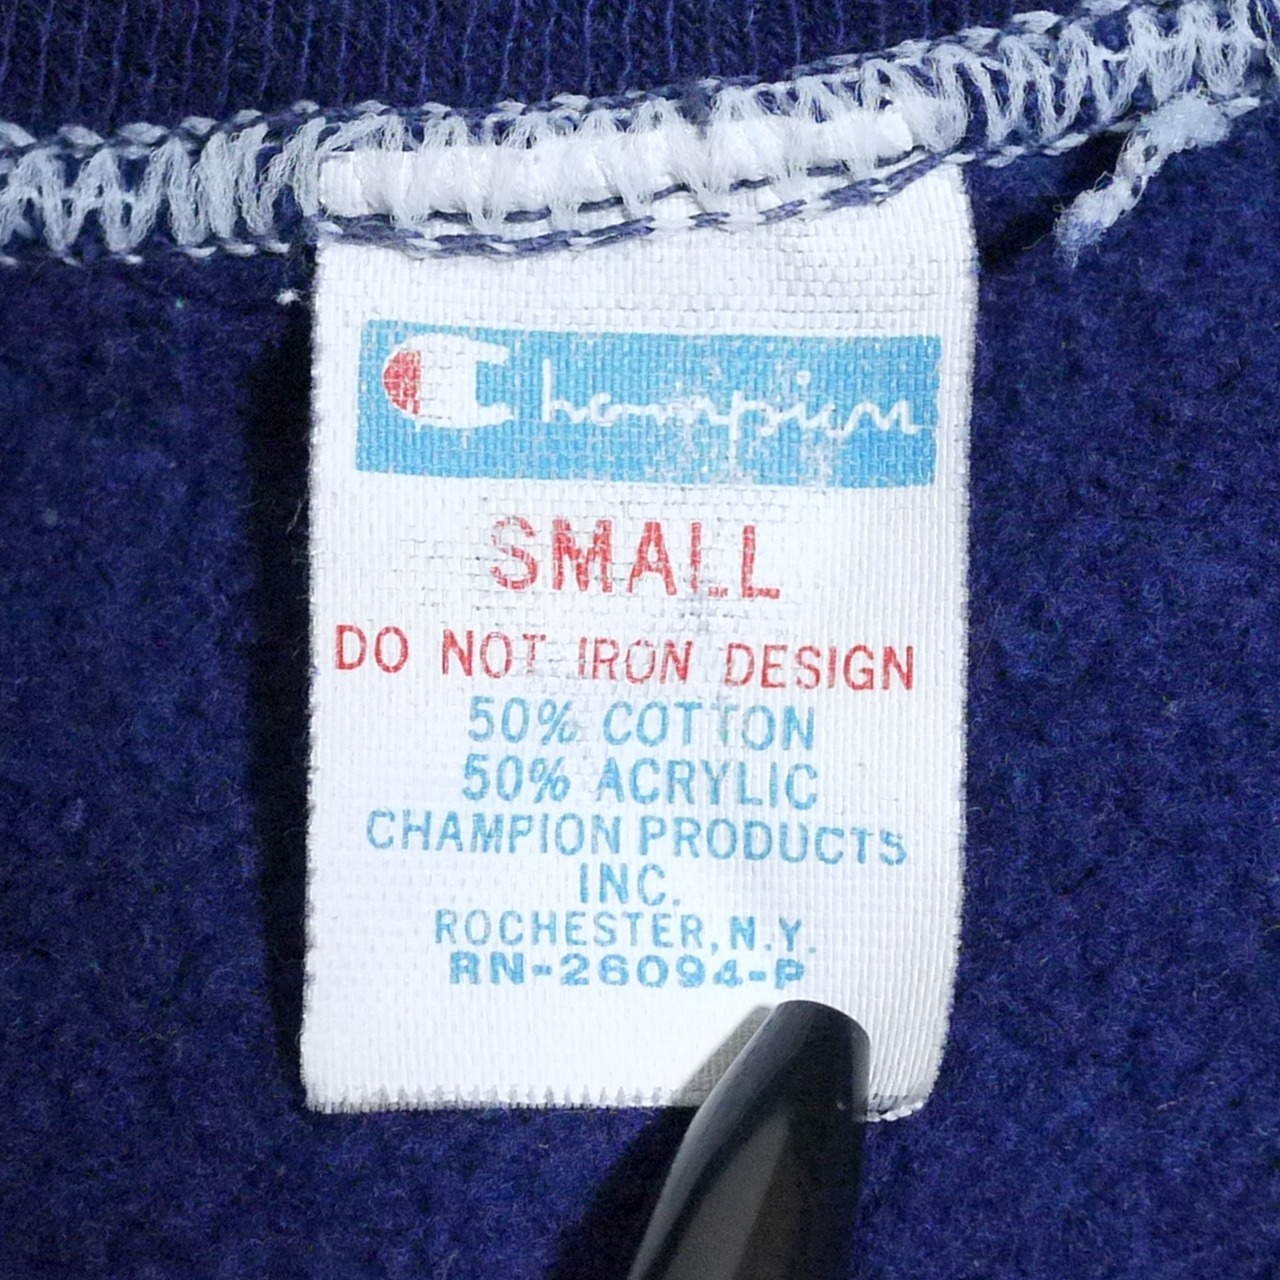 Champion
SMALL
DO NOT IRON DESIGN
50% COTTON
50% ACRYLIC
CHAMPION PRODUCTS
INC.
ROCHESTER, N.Y.
RN-26094-P